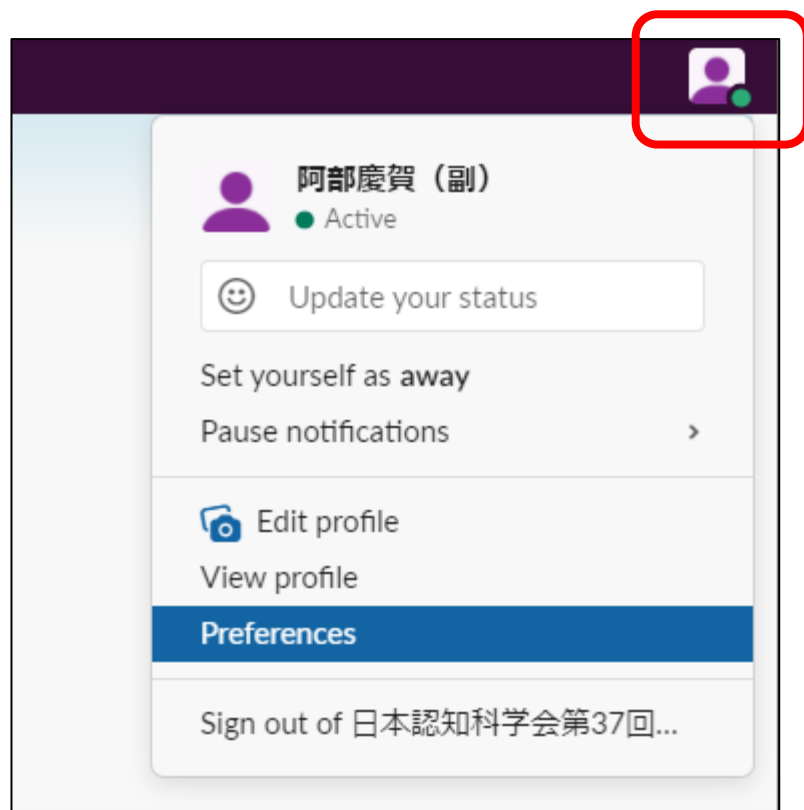 阿部慶賀（副）
Active
Update your status
Set yourself as away
Pause notifications
Edit profile
View profile
Preferences
Sign out of 日本認知科学会第37回...